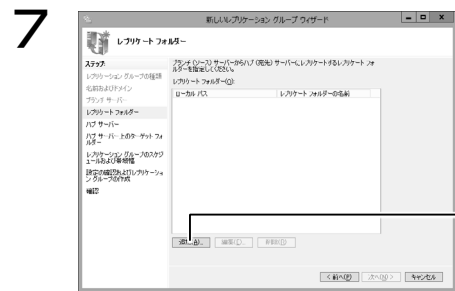 7
新しいレプリケーション グループ ウィザード
レプリケート フォルダー
ステップ:
レプリケーション グループの種類
名前およびドメイン
ブランチ サーバー
レプリケート フォルダー
ハブ サーバー
ハブ サーバー上のターゲット フォ
ルダー
レプリケーション グループのスケジ
ュールおよび帯域幅
設定の確認およびレプリケーショ
ン グループの作成
確認
ブランチ (ソース) サーバーからハブ (宛先) サーバーにレプリケートするレプリケート フォ
ルダーを指定してください。
レプリケート フォルダー(O):
ローカル パス
レプリケート フォルダーの名前
追加(A)...
編集(E)...
削除(D)
< 前へ(P)
次へ(N) >
キャンセル